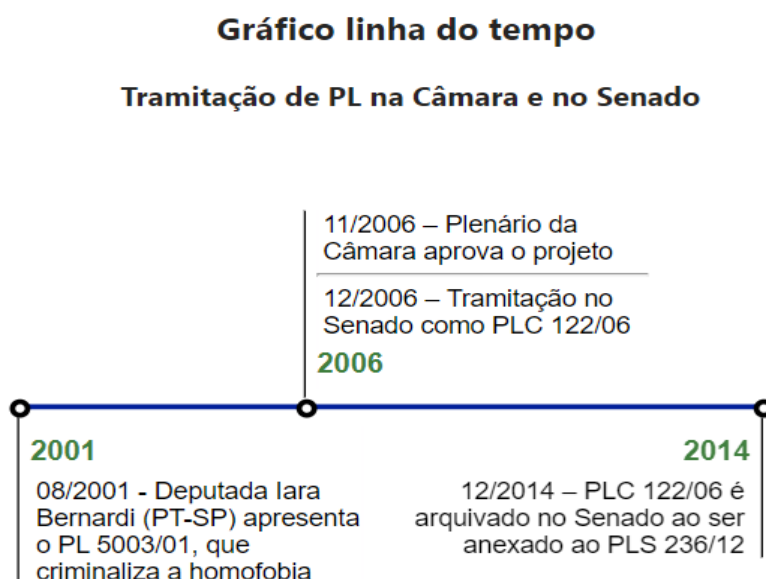 Gráfico linha do tempo
Tramitação de PL na Câmara e no Senado
11/2006 – Plenário da
Câmara aprova o projeto
12/2006 – Tramitação no
Senado como PLC 122/06
2006
2001
08/2001 - Deputada Iara
Bernardi (PT-SP) apresenta
o PL 5003/01, que
criminaliza a homofobia
2014
12/2014 – PLC 122/06 é
arquivado no Senado ao ser
anexado ao PLS 236/12